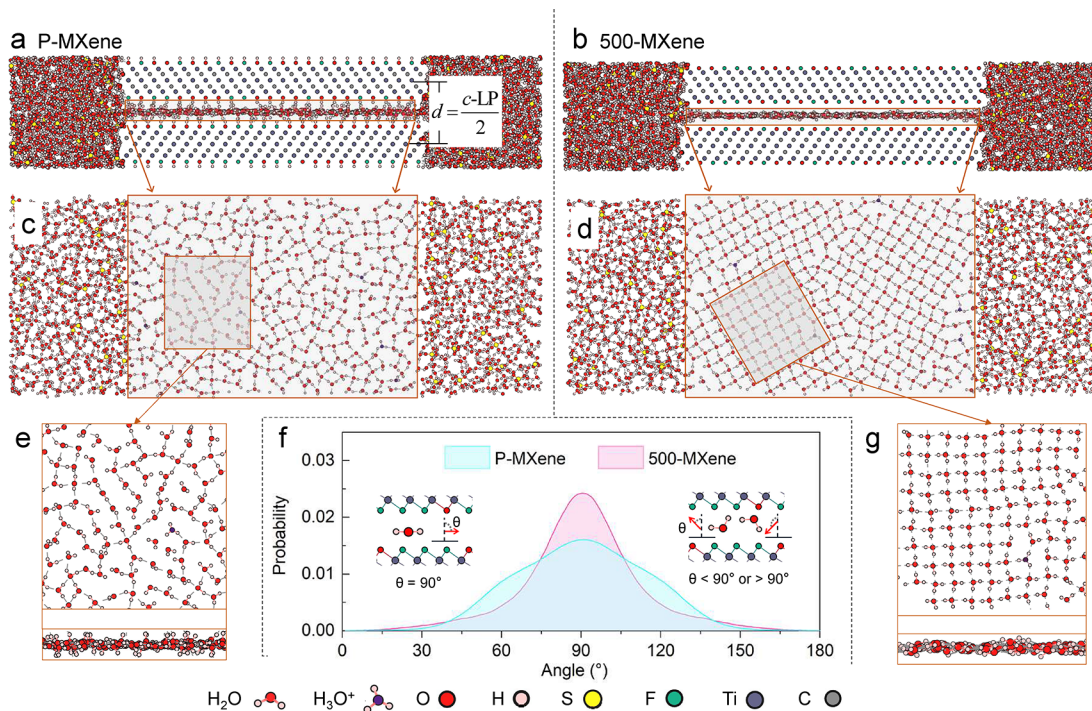 a P-MXene
b 500-MXene
d = c-LP
2
c
d
e
f
g
P-MXene
500-MXene
0.03
0.02
0.01
0.00
Probability
θ
θ = 90°
θ
θ < 90° or > 90°
0
30
60
90
120
150
180
Angle (°)
H₂O
H₃O⁺
O
H
S
F
Ti
C